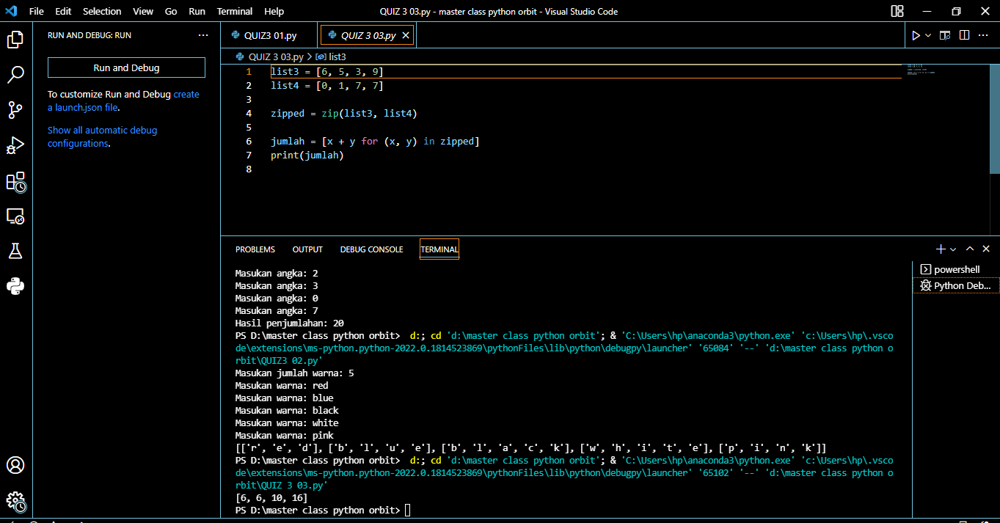 File Edit Selection View Go Run Terminal Help QUIZ 3 03.py - master class python orbit - Visual Studio Code
RUN AND DEBUG: RUN ...
Run and Debug
To customize Run and Debug create
a launch.json file.
Show all automatic debug
configurations.
QUIZ3 01.py QUIZ 3 03.py
QUIZ 3 03.py > list3
1 list3 = [6, 5, 3, 9]
2 list4 = [0, 1, 7, 7]
3
4 zipped = zip(list3, list4)
5
6 jumlah = [x + y for (x, y) in zipped]
7 print(jumlah)
8
PROBLEMS OUTPUT DEBUG CONSOLE TERMINAL
Masukan angka: 2
Masukan angka: 3
Masukan angka: 0
Masukan angka: 7
Hasil penjumlahan: 20
PS D:\master class python orbit>  d:; cd 'd:\master class python orbit'; & 'C:\Users\hp\anaconda3\python.exe' 'c:\Users\hp\.vsco
de\extensions\ms-python.python-2022.0.1814523869\pythonFiles\lib\python\debugpy\launcher' '65084' '--' 'd:\master class python o
rbit\QUIZ3 02.py'
Masukan jumlah warna: 5
Masukan warna: red
Masukan warna: blue
Masukan warna: black
Masukan warna: white
Masukan warna: pink
[['r', 'e', 'd'], ['b', 'l', 'u', 'e'], ['b', 'l', 'a', 'c', 'k'], ['w', 'h', 'i', 't', 'e'], ['p', 'i', 'n', 'k']]
PS D:\master class python orbit>  d:; cd 'd:\master class python orbit'; & 'C:\Users\hp\anaconda3\python.exe' 'c:\Users\hp\.vsco
de\extensions\ms-python.python-2022.0.1814523869\pythonFiles\lib\python\debugpy\launcher' '65102' '--' 'd:\master class python o
rbit\QUIZ 3 03.py'
[6, 6, 10, 16]
PS D:\master class python orbit>
powershell
Python Deb...